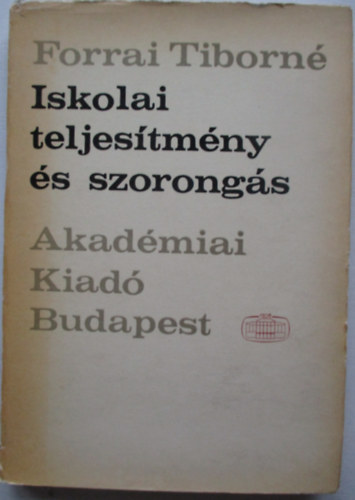 Forrai Tiborné
Iskolai
teljesítmény
és szorongás
Akadémiai
Kiadó
Budapest